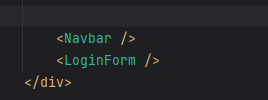 <Navbar />
<LoginForm />
</div>